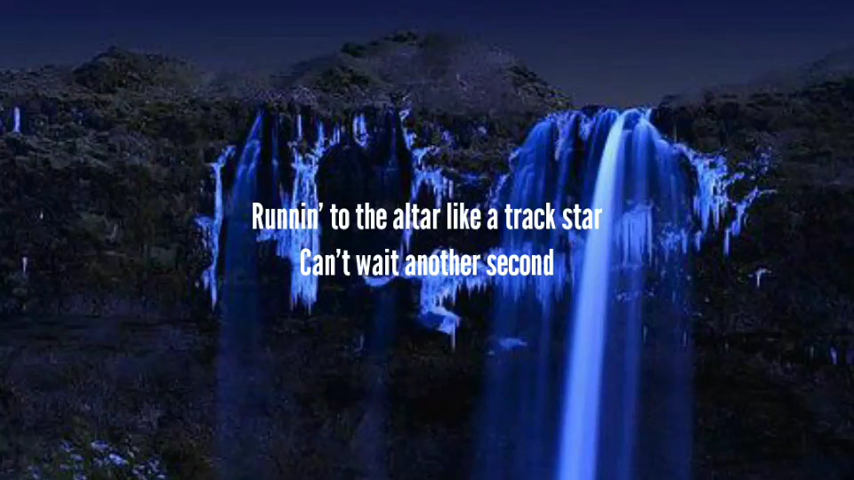 Runnin’ to the altar like a track star
Can’t wait another second